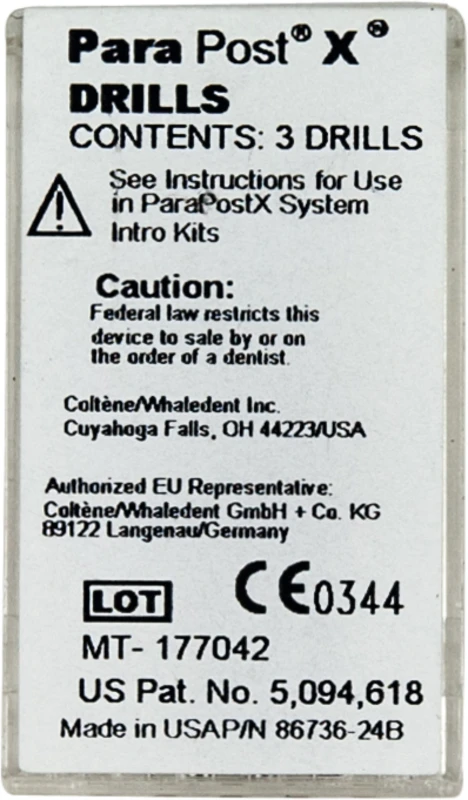 Para Post® X®
DRILLS
CONTENTS: 3 DRILLS
See Instructions for Use
in ParaPostX System
Intro Kits
Caution:
Federal law restricts this
device to sale by or on
the order of a dentist.
Coltène/Whaledent Inc.
Cuyahoga Falls, OH 44223/USA
Authorized EU Representative:
Coltène/Whaledent GmbH + Co. KG
89122 Langenau/Germany
LOT CE0344
MT- 177042
US Pat. No. 5,094,618
Made in USAP/N 86736-24B